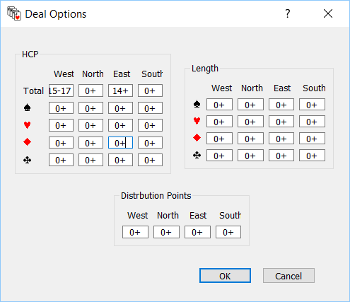 Deal Options
?
HCP
West North East South
Total 15-17 0+ 14+ 0+
♠ 0+ 0+ 0+ 0+
♥ 0+ 0+ 0+ 0+
♦ 0+ 0+ 0+ 0+
♣ 0+ 0+ 0+ 0+
Length
West North East South
♠ 0+ 0+ 0+ 0+
♥ 0+ 0+ 0+ 0+
♦ 0+ 0+ 0+ 0+
♣ 0+ 0+ 0+ 0+
Distrbution Points
West North East South
0+ 0+ 0+ 0+
OK Cancel